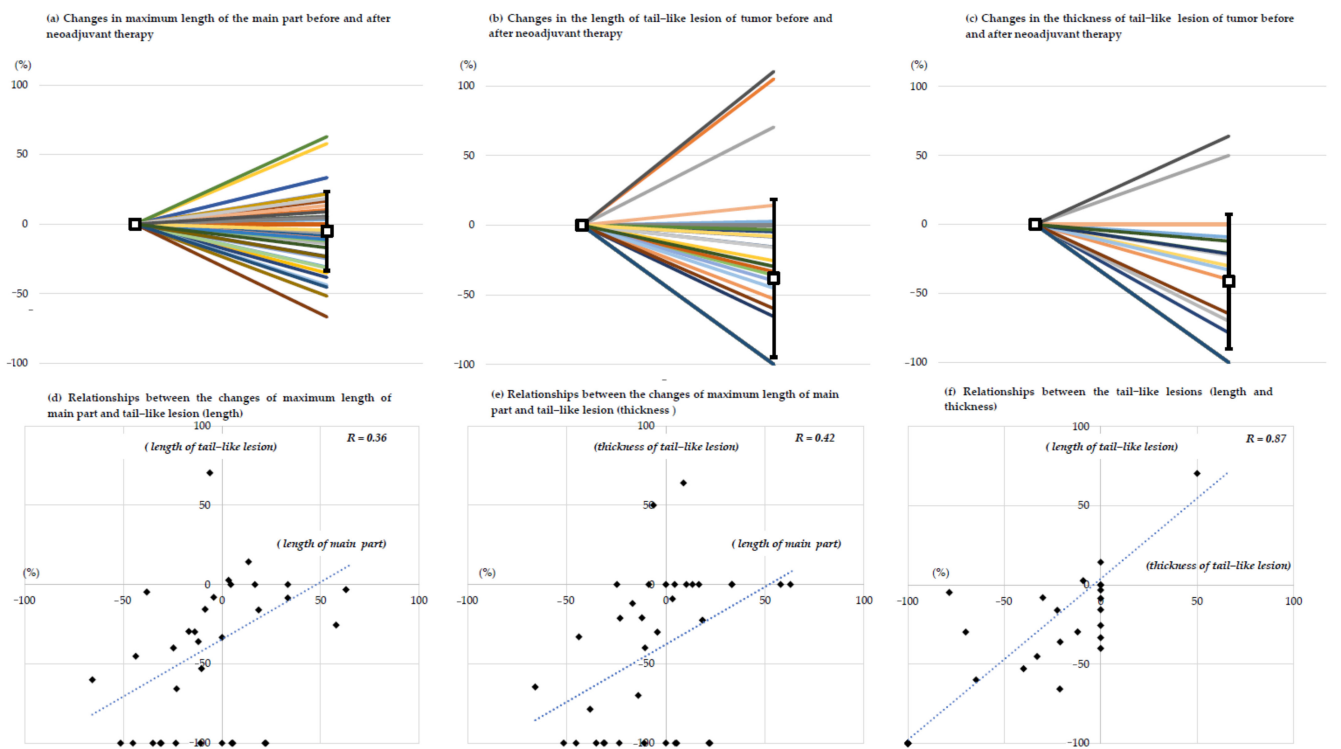 (a) Changes in maximum length of the main part before and after
neoadjuvant therapy
(%)
100
50
0
−50
−100
(b) Changes in the length of tail−like lesion of tumor before and
after neoadjuvant therapy
(%)
100
50
0
−50
−100
(c) Changes in the thickness of tail−like lesion of tumor before
and after neoadjuvant therapy
(%)
100
50
0
−50
−100
(d) Relationships between the changes of maximum length of
main part and tail−like lesion (length)
100
R = 0.36
( length of tail−like lesion)
50
( length of main part)
(%)
0
−100
−50
0
50
100
−50
−100
(e) Relationships between the changes of maximum length of main
part and tail−like lesion (thickness )
100
R = 0.42
(thickness of tail−like lesion)
50
( length of main part)
(%)
0
−100
−50
0
50
100
−50
−100
(f) Relationships between the tail−like lesions (length and
thickness)
100
R = 0.87
( length of tail−like lesion)
50
(thickness of tail−like lesion)
(%)
0
−100
−50
0
50
100
−50
−100